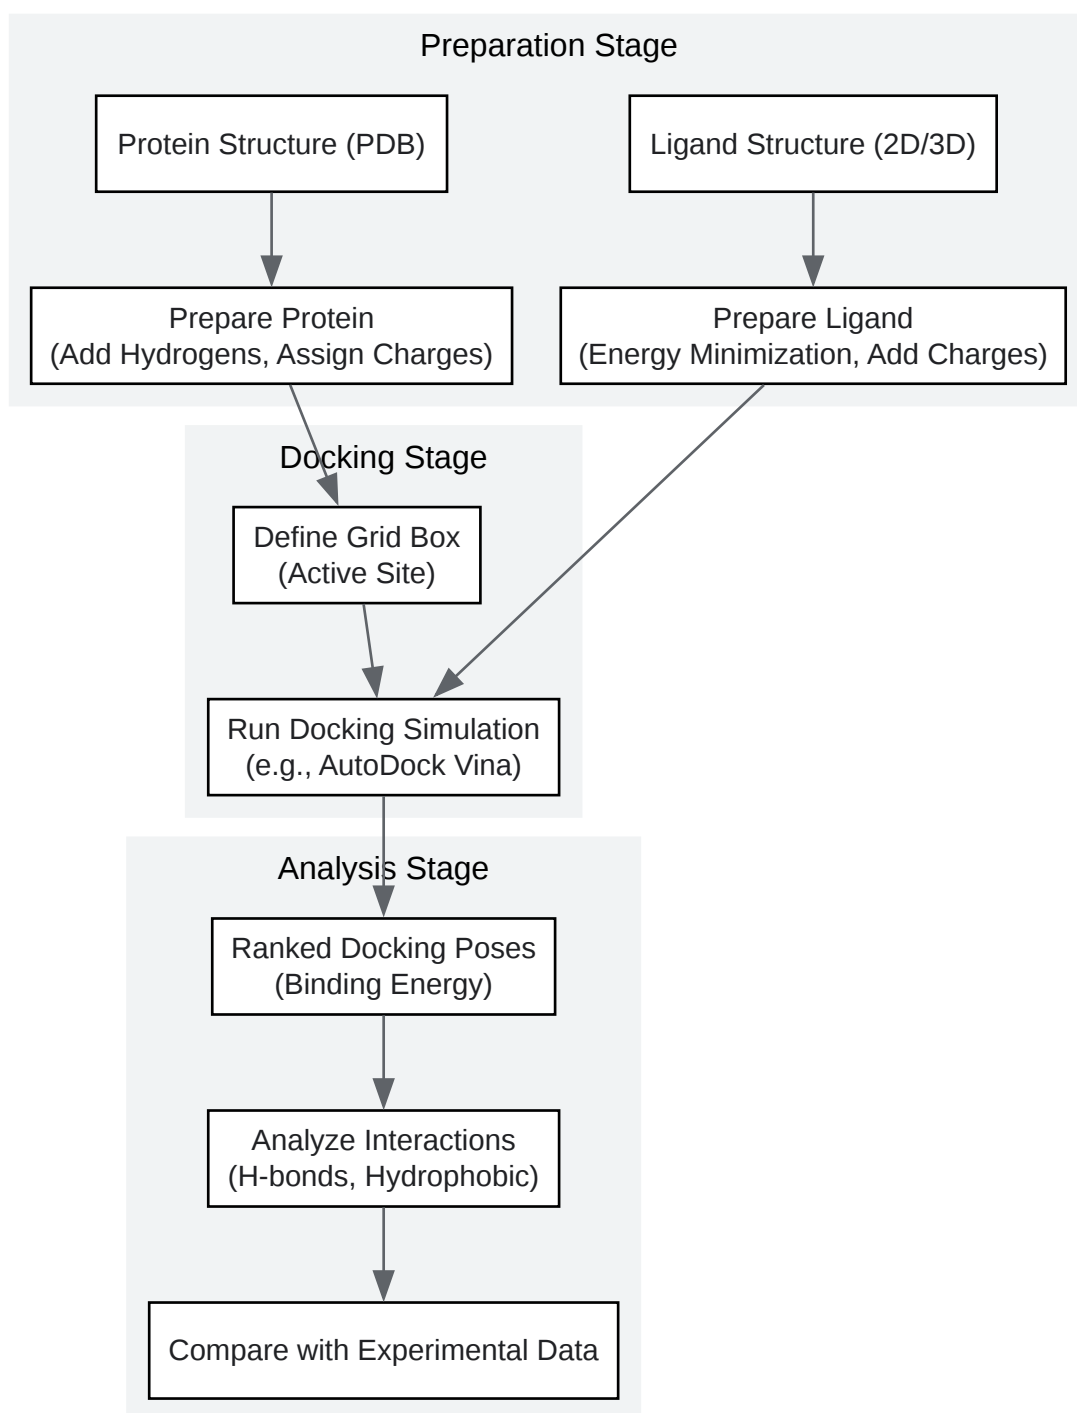 Preparation Stage
Protein Structure (PDB)
Ligand Structure (2D/3D)
Prepare Protein
(Add Hydrogens, Assign Charges)
Prepare Ligand
(Energy Minimization, Add Charges)
Docking Stage
Define Grid Box
(Active Site)
Run Docking Simulation
(e.g., AutoDock Vina)
Analysis Stage
Ranked Docking Poses
(Binding Energy)
Analyze Interactions
(H-bonds, Hydrophobic)
Compare with Experimental Data